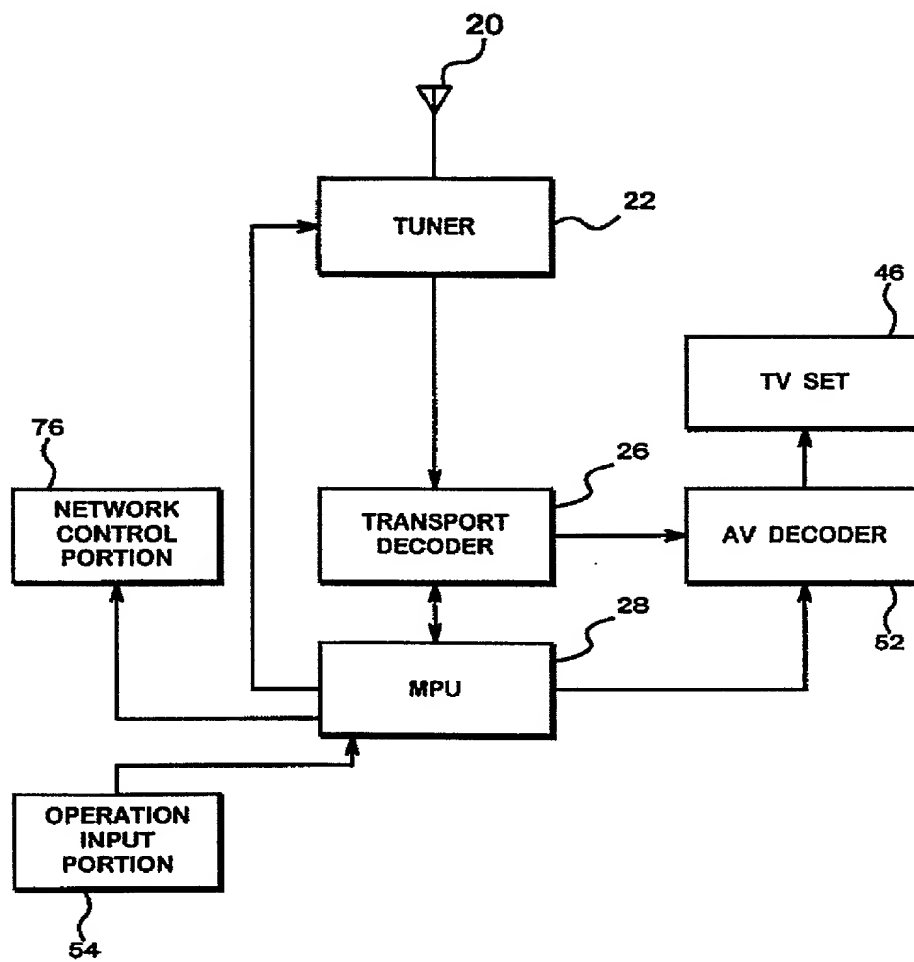 20
TUNER
22
46
TV SET
76
NETWORK
CONTROL
PORTION
26
TRANSPORT
DECODER
AV DECODER
52
28
MPU
OPERATION
INPUT
PORTION
54